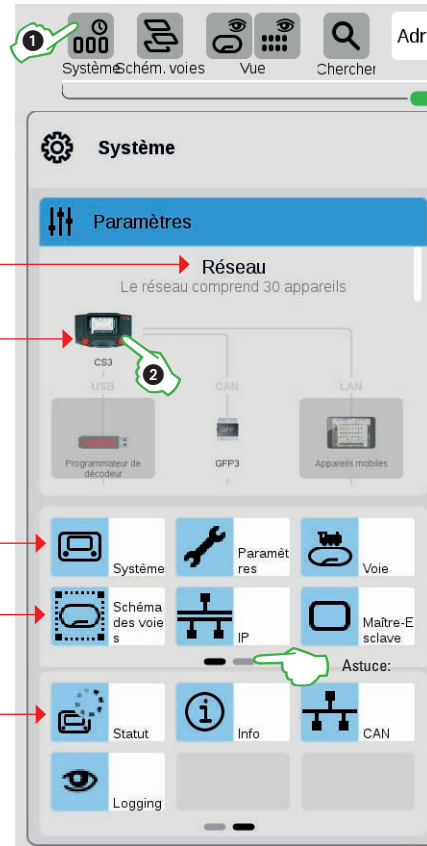 1
Système
Schém. voies
Vue
Chercher
Adr
Système
Paramètres
Réseau
Le réseau comprend 30 appareils
CS3
2
USB
CAN
LAN
GFP
Programmateur de
décodeur
GFP3
Appareils mobiles
Système
Paramèt
res
Voie
Schéma
des voie
s
IP
Maître-E
sclave
Astuce:
Statut
Info
CAN
Logging